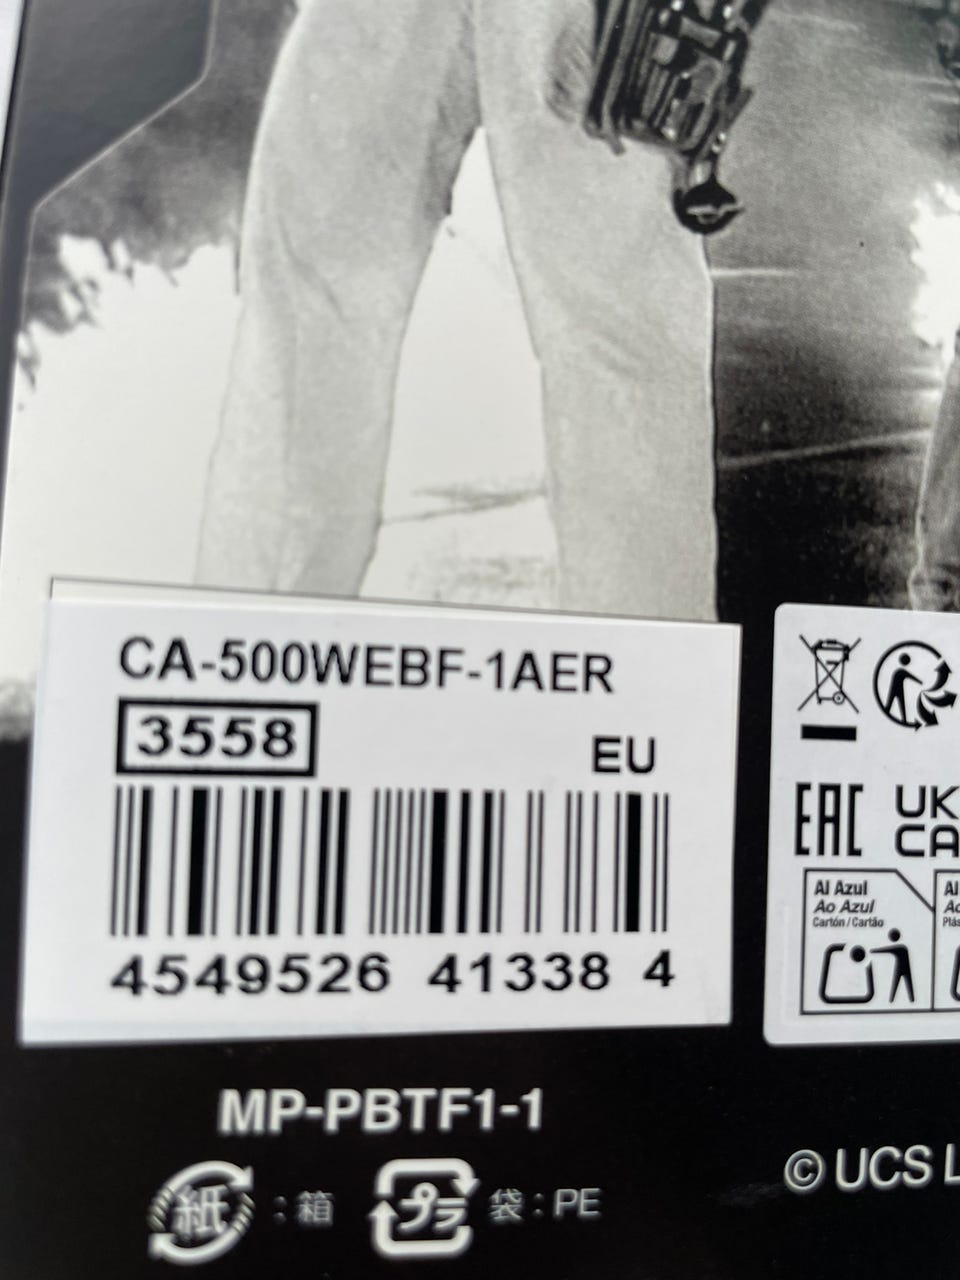 CA-500WEBF-1AER
3558
EU
4549526 41338 4
EAC
UK
CA
Al Azul
Ao Azul
Cartón/Cartão
MP-PBTF1-1
© UCS
紙 : 箱
プラ 袋 : PE